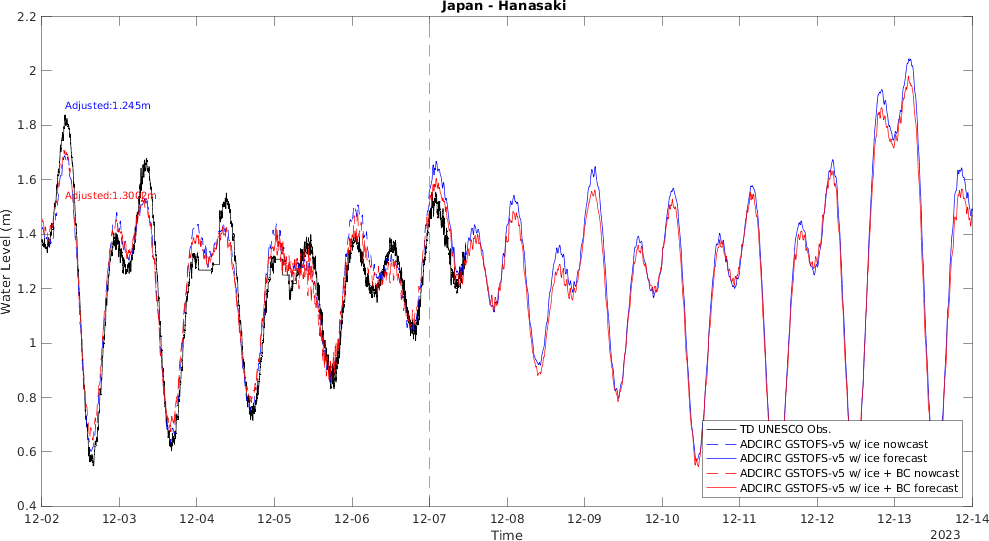 Japan - Hanasaki
2.2
2
1.8
1.6
1.4
1.2
1
0.8
0.6
0.4
Water Level (m)
Adjusted:1.245m
Adjusted:1.3002m
TD UNESCO Obs.
ADCIRC GSTOFS-v5 w/ ice nowcast
ADCIRC GSTOFS-v5 w/ ice forecast
ADCIRC GSTOFS-v5 w/ ice + BC nowcast
ADCIRC GSTOFS-v5 w/ ice + BC forecast
12-02 12-03 12-04 12-05 12-06 12-07 12-08 12-09 12-10 12-11 12-12 12-13 12-14
Time
2023